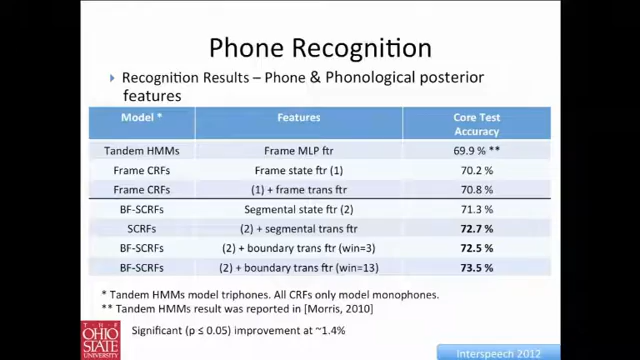 Phone Recognition
Recognition Results – Phone & Phonological posterior
features
Model * Features Core Test
Accuracy
Tandem HMMs Frame MLP ftr 69.9 % **
Frame CRFs Frame state ftr (1) 70.2 %
Frame CRFs (1) + frame trans ftr 70.8 %
BF-SCRFs Segmental state ftr (2) 71.3 %
SCRFs (2) + segmental trans ftr 72.7 %
BF-SCRFs (2) + boundary trans ftr (win=3) 72.5 %
BF-SCRFs (2) + boundary trans ftr (win=13) 73.5 %
* Tandem HMMs model triphones. All CRFs only model monophones.
** Tandem HMMs result was reported in [Morris, 2010]
Significant (p ≤ 0.05) improvement at ~1.4%
T·H·E
OHIO
STATE
UNIVERSITY
Interspeech 2012